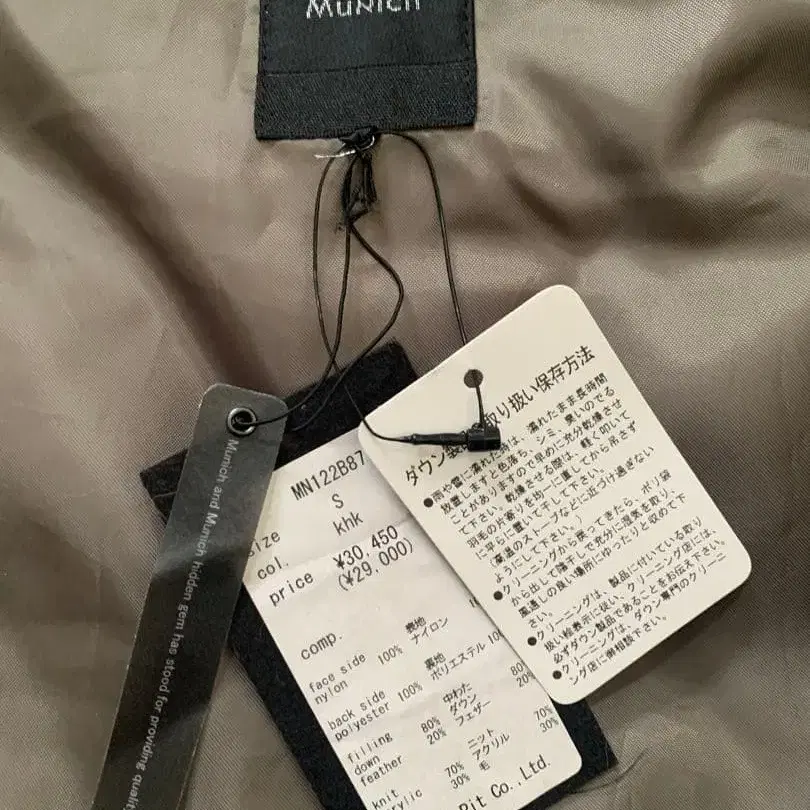 Munich
Munich and Munich hidden gem has stood for providing quality
MN122B87
size S
col. khk
price ¥30,450
(¥29,000)
comp.
表地
face side 100% ナイロン
nylon
裏地
back side ポリエステル
polyester 100%
中わた
filling 80% ダウン 80%
down 20% フェザー 20%
feather
ニット
knit 70% アクリル 70%
30% 毛 30%
Co.,Ltd.
取り扱い保存方法
●雨や雪に濡れた時は、濡れたまま長時間
放置しますと色落ち、シミ、臭いのでる
ことがありますので早めに充分乾燥させ
て下さい。乾燥させる際は、軽く叩いて
羽毛の片寄りを均一に直してから吊さず
に平らに置いて干して下さい。
(高温のストーブなどに近づけ過ぎない
ようにして下さい。)
●クリーニングから戻ってきたら、ポリ袋
から出して陰干しで充分に湿気を取り、
風通しの良い場所にゆったりと収めて下
さい。
●クリーニングは、製品に付いている取り
扱い絵表示に従い、クリーニング店には、
必ずダウン製品であることをお伝え下さい。
●クリーニングは、ダウン専門のクリーニ
ング店に御相談下さい。